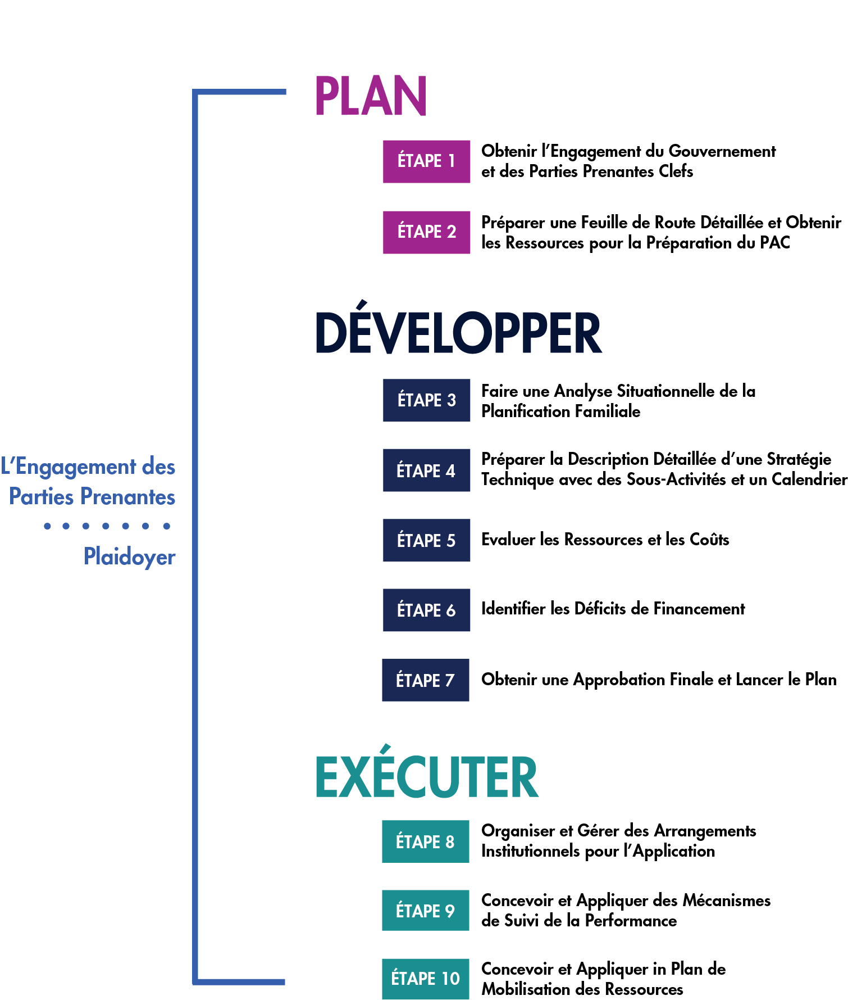 PLAN
ÉTAPE 1
Obtenir l’Engagement du Gouvernement
et des Parties Prenantes Clefs
ÉTAPE 2
Préparer une Feuille de Route Détaillée et Obtenir
les Ressources pour la Préparation du PAC
DÉVELOPPER
ÉTAPE 3
Faire une Analyse Situationnelle de la
Planification Familiale
L’Engagement des
Parties Prenantes
Plaidoyer
ÉTAPE 4
Préparer la Description Détaillée d’une Stratégie
Technique avec des Sous-Activités et un Calendrier
ÉTAPE 5
Evaluer les Ressources et les Coûts
ÉTAPE 6
Identifier les Déficits de Financement
ÉTAPE 7
Obtenir une Approbation Finale et Lancer le Plan
EXÉCUTER
ÉTAPE 8
Organiser et Gérer des Arrangements
Institutionnels pour l’Application
ÉTAPE 9
Concevoir et Appliquer des Mécanismes
de Suivi de la Performance
ÉTAPE 10
Concevoir et Appliquer in Plan de
Mobilisation des Ressources